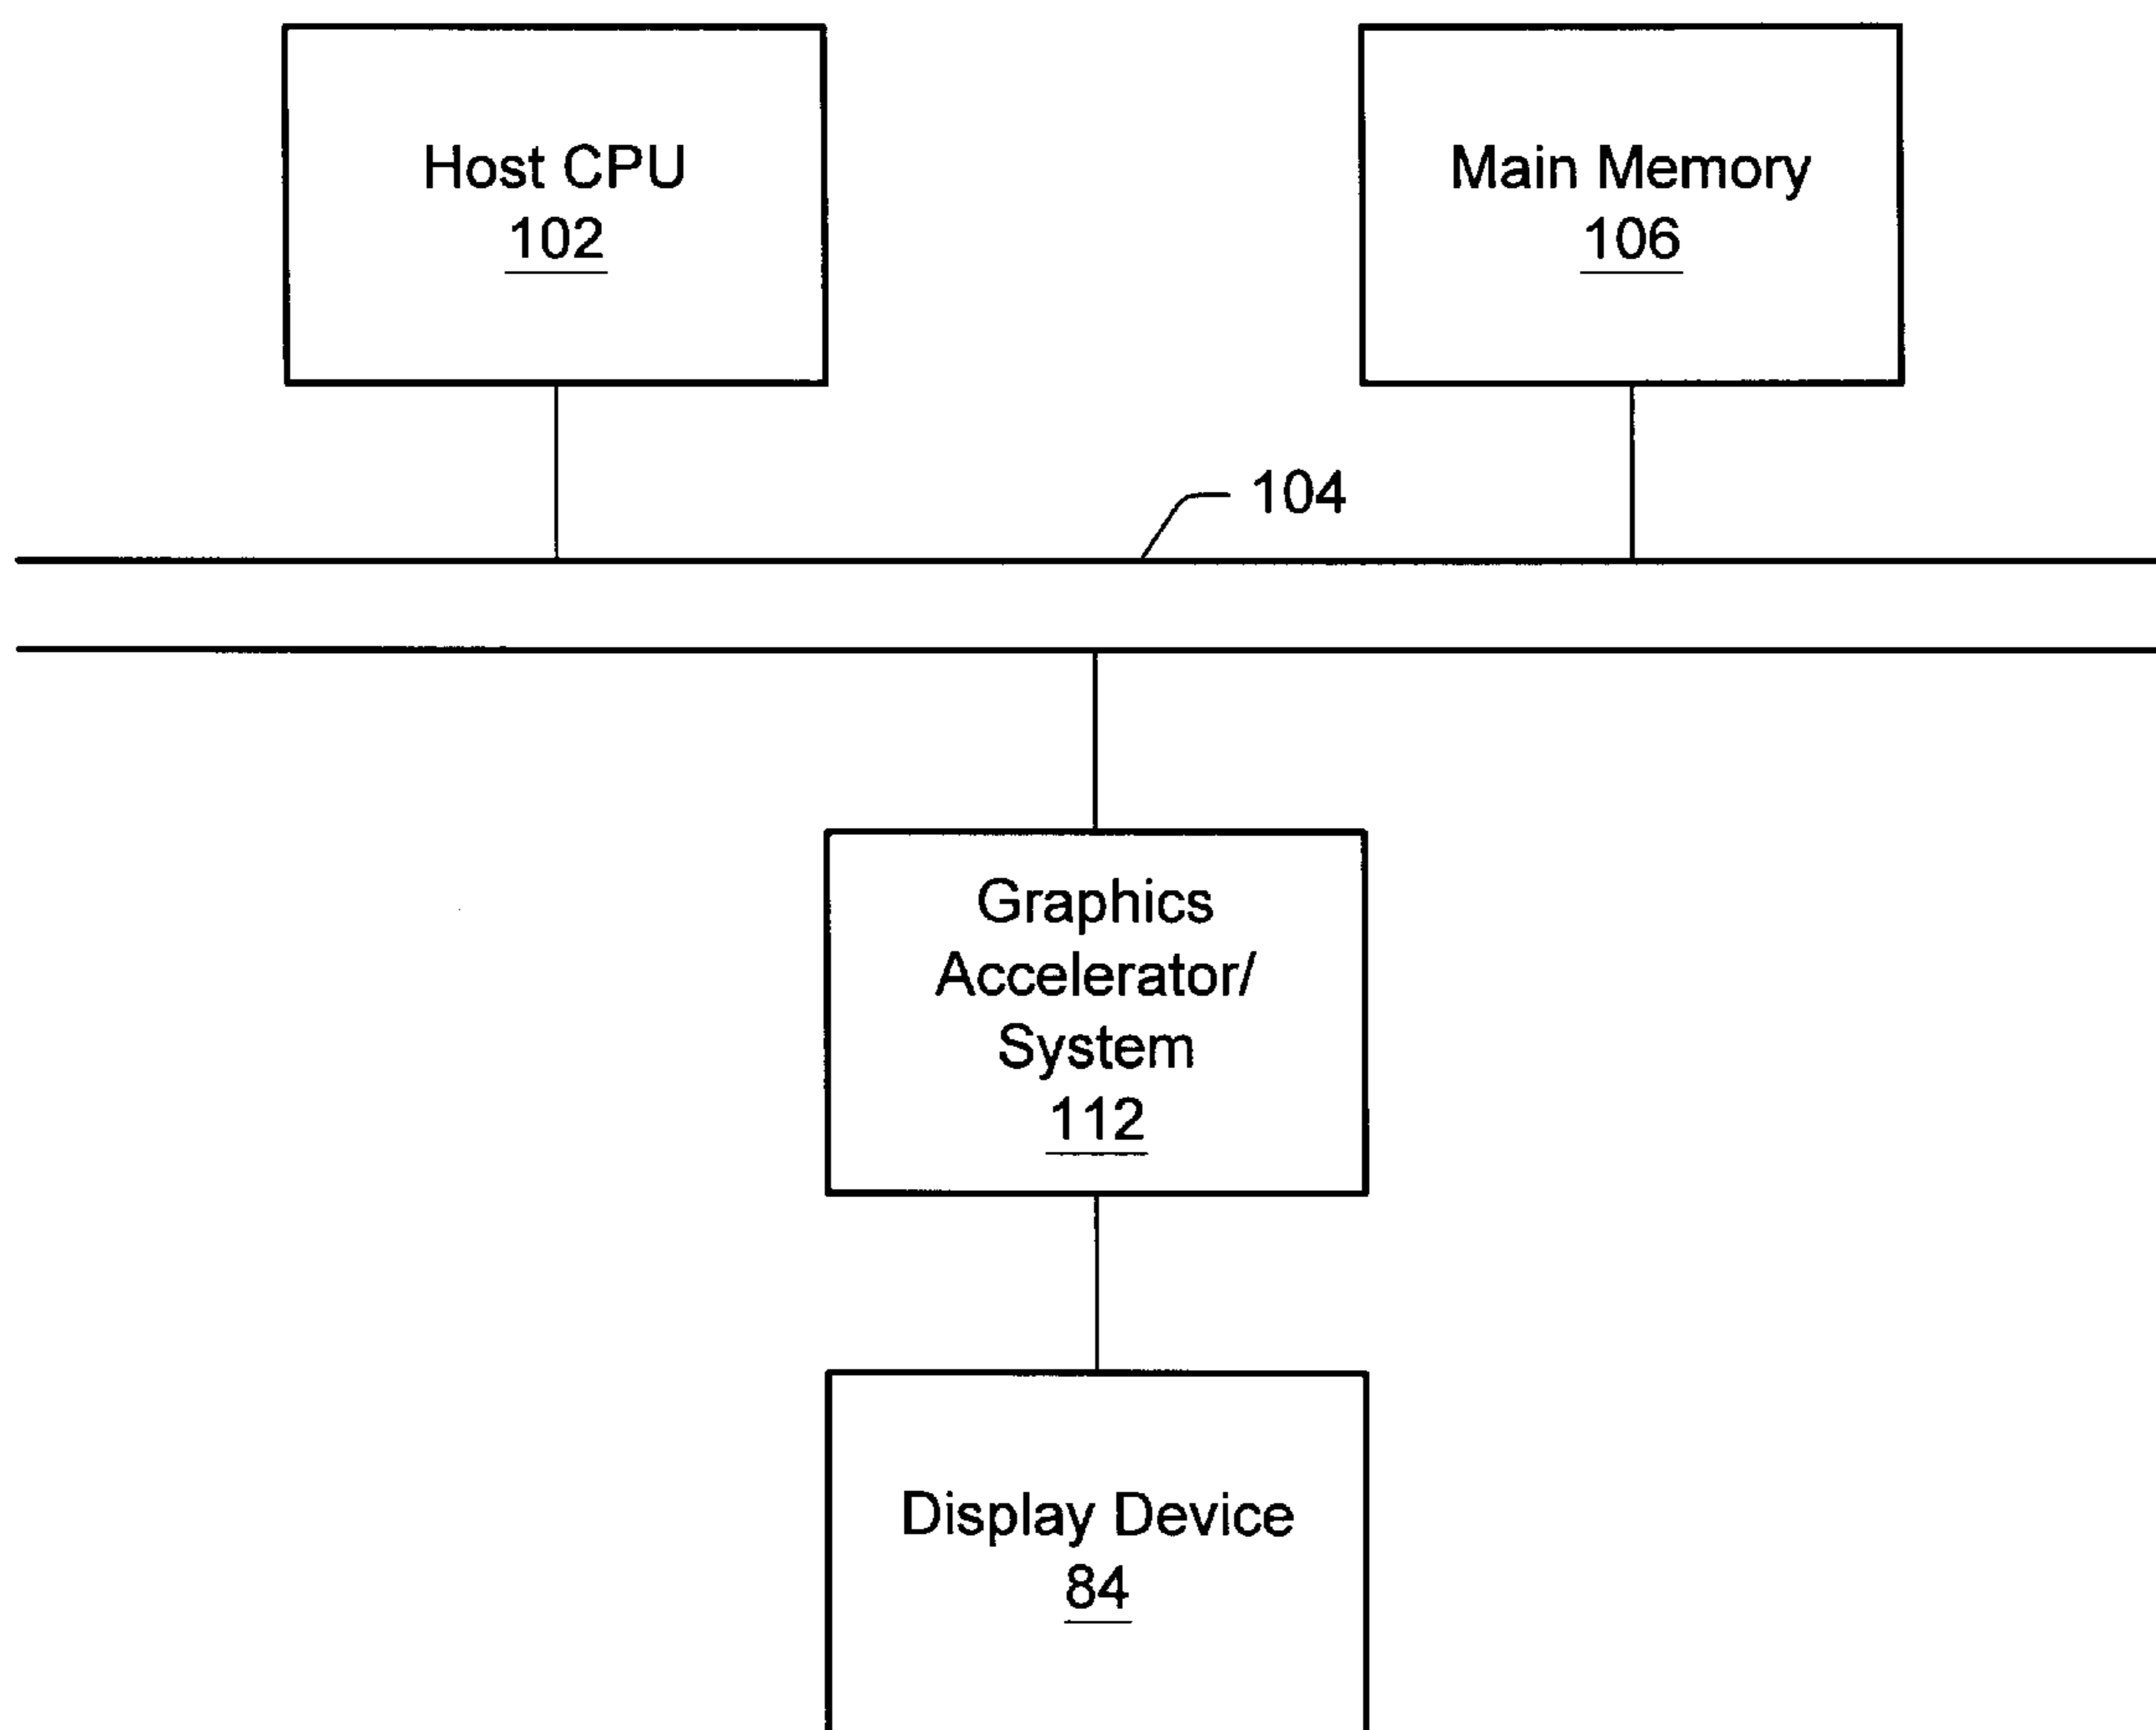 Host CPU
102
Main Memory
106
104
Graphics
Accelerator/
System
112
Display Device
84